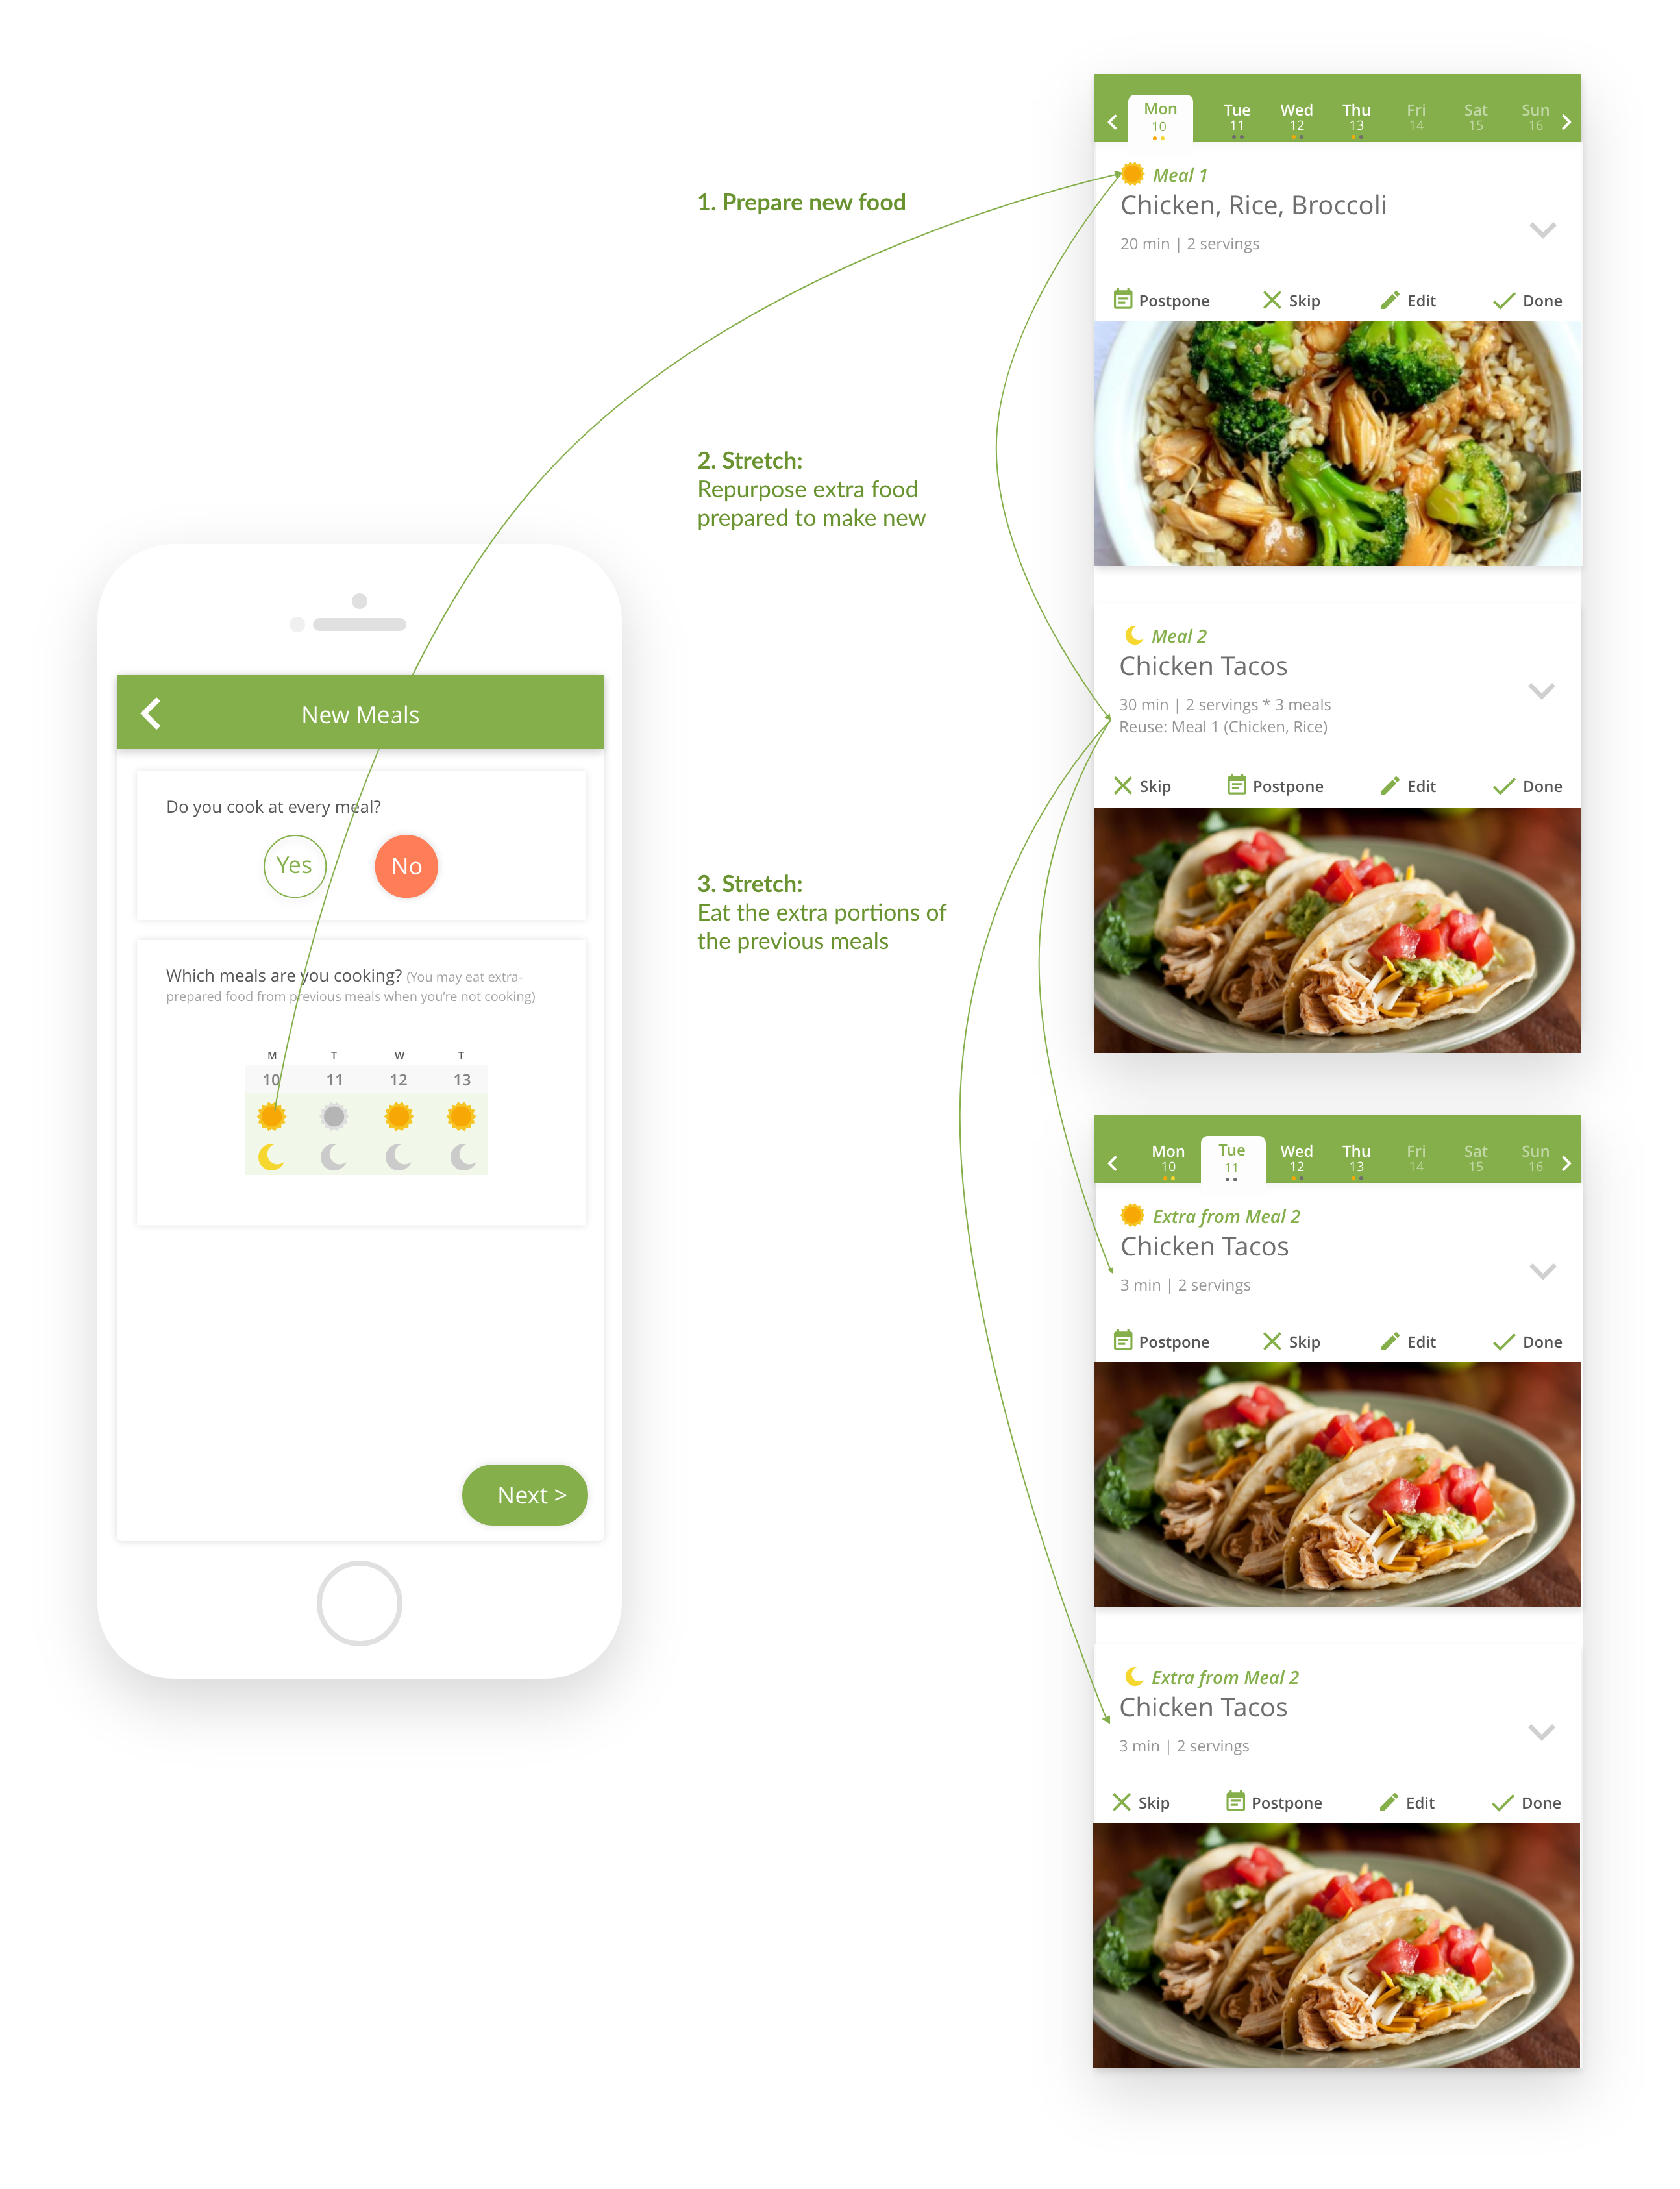 New Meals
Do you cook at every meal?
Yes No
Which meals are you cooking? (You may eat extra-
prepared food from previous meals when you're not cooking)
M T W T
10 11 12 13
Next >
1. Prepare new food
2. Stretch:
Repurpose extra food
prepared to make new
3. Stretch:
Eat the extra portions of
the previous meals
Mon Tue Wed Thu Fri Sat Sun
10 11 12 13 14 15 16
Meal 1
Chicken, Rice, Broccoli
20 min | 2 servings
Postpone Skip Edit Done
Meal 2
Chicken Tacos
30 min | 2 servings * 3 meals
Reuse: Meal 1 (Chicken, Rice)
Skip Postpone Edit Done
Mon Tue Wed Thu Fri Sat Sun
10 11 12 13 14 15 16
Extra from Meal 2
Chicken Tacos
3 min | 2 servings
Postpone Skip Edit Done
Extra from Meal 2
Chicken Tacos
3 min | 2 servings
Skip Postpone Edit Done